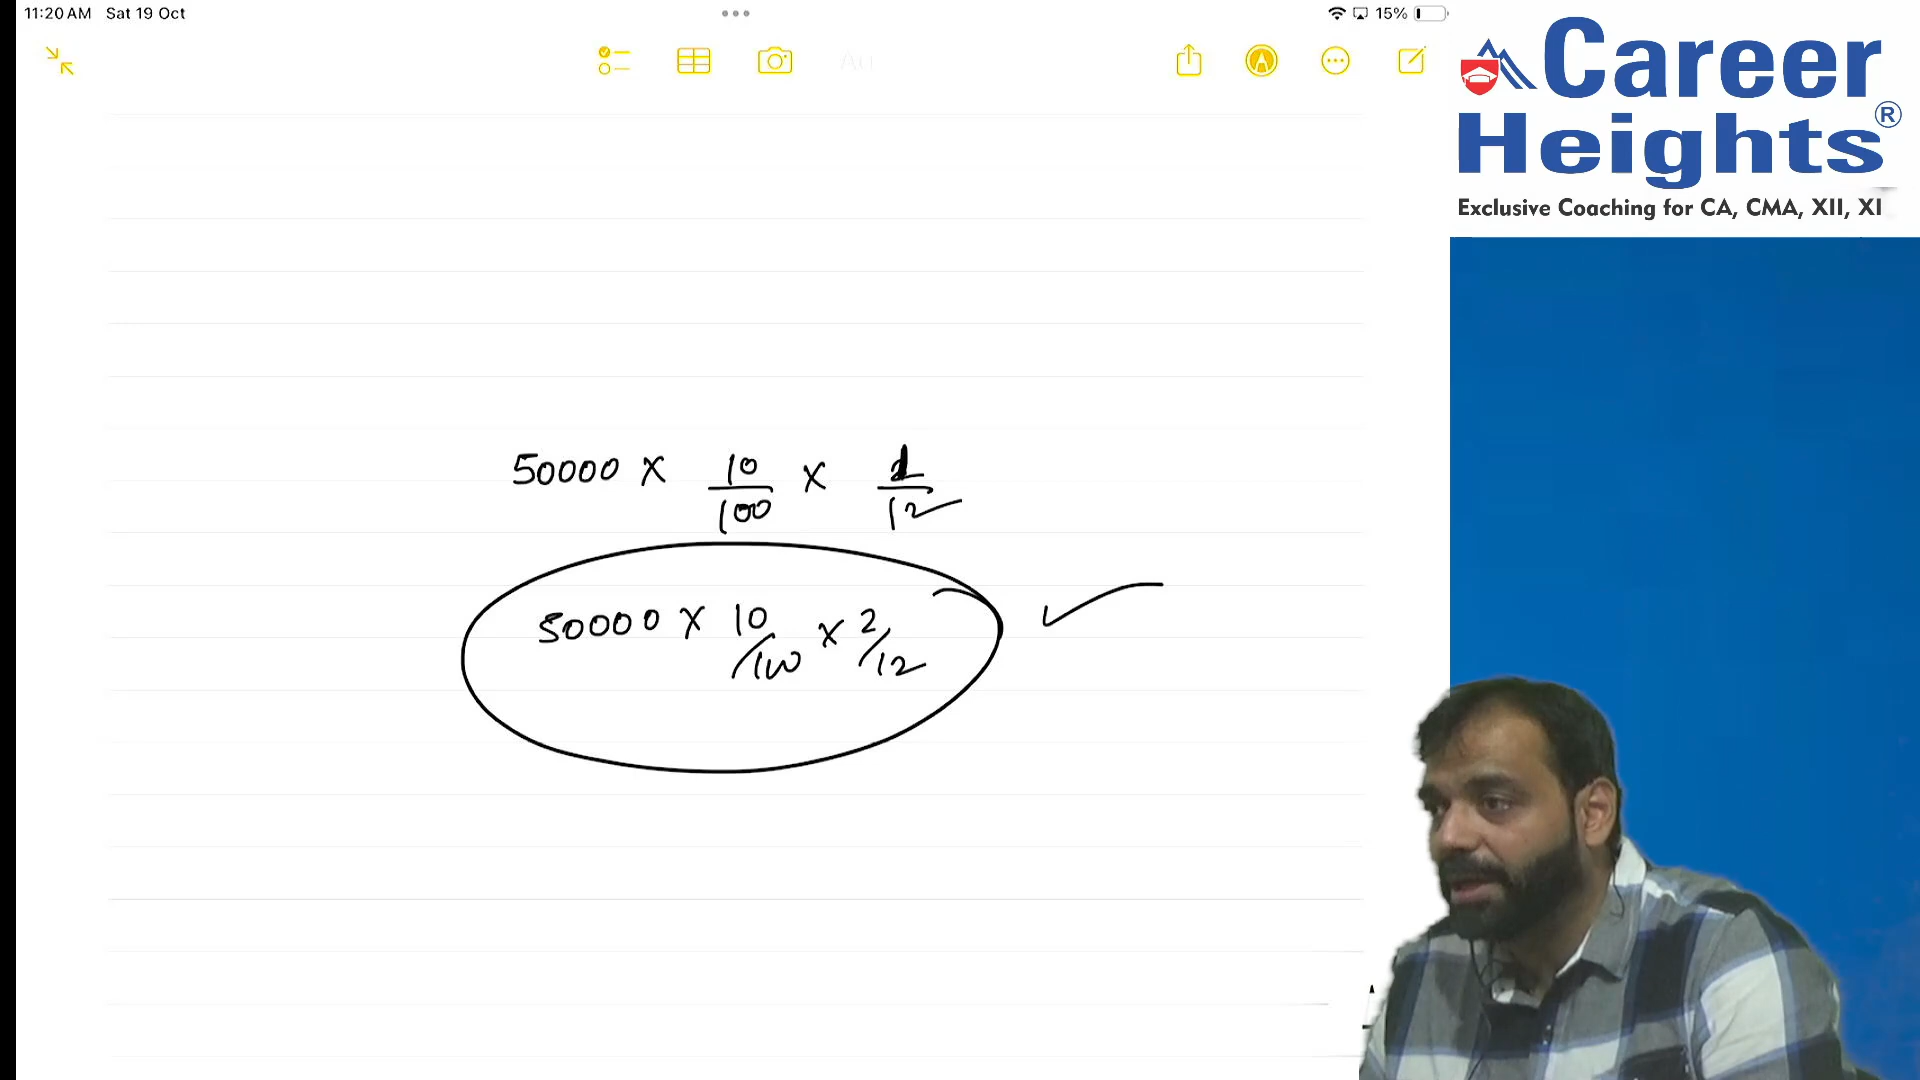 11:20 AM Sat 19 Oct
15%
Career
Heights®
Exclusive Coaching for CA, CMA, XII, XI
50000 x 10/100 x 1/12
50000 x 10/100 x 2/12